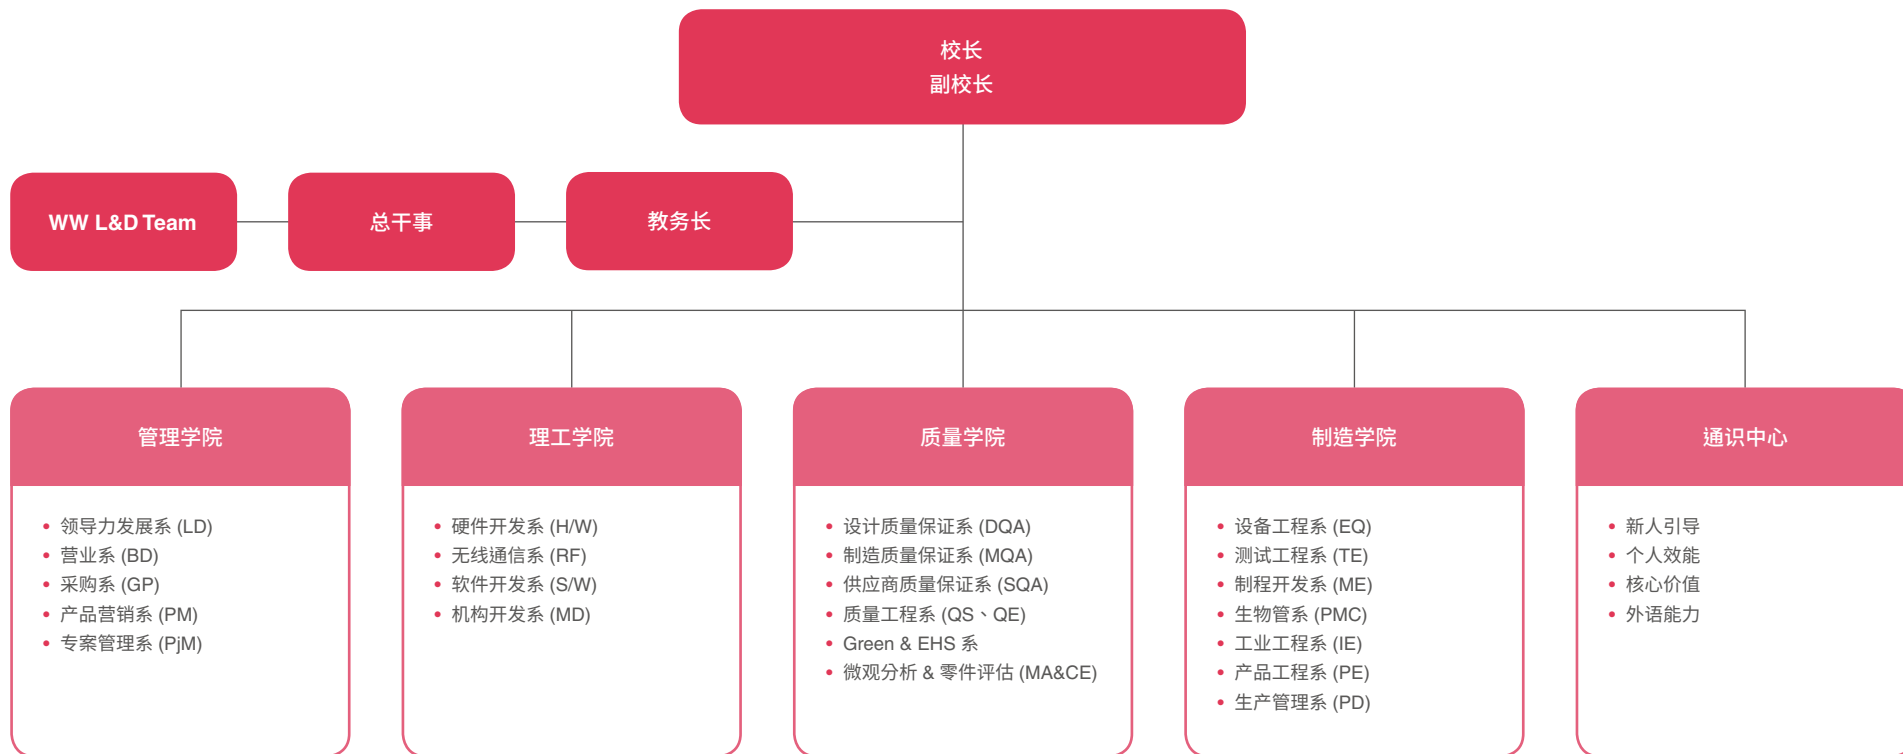 校长
副校长
WW L&D Team
总干事
教务长
管理学院
• 领导力发展系 (LD)
• 营业系 (BD)
• 采购系 (GP)
• 产品营销系 (PM)
• 专案管理系 (PjM)
理工学院
• 硬件开发系 (H/W)
• 无线通信系 (RF)
• 软件开发系 (S/W)
• 机构开发系 (MD)
质量学院
• 设计质量保证系 (DQA)
• 制造质量保证系 (MQA)
• 供应商质量保证系 (SQA)
• 质量工程系 (QS、QE)
• Green & EHS 系
• 微观分析 & 零件评估 (MA&CE)
制造学院
• 设备工程系 (EQ)
• 测试工程系 (TE)
• 制程开发系 (ME)
• 生物管系 (PMC)
• 工业工程系 (IE)
• 产品工程系 (PE)
• 生产管理系 (PD)
通识中心
• 新人引导
• 个人效能
• 核心价值
• 外语能力